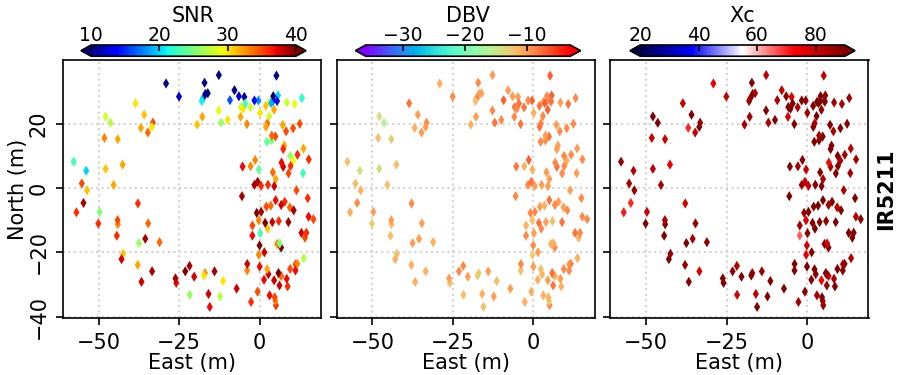 SNR DBV Xc
10 20 30 40 −30 −20 −10 20 40 60 80
North (m)
20
0
−20
−40
−50 −25 0 −50 −25 0 −50 −25 0
East (m) East (m) East (m)
IR5211